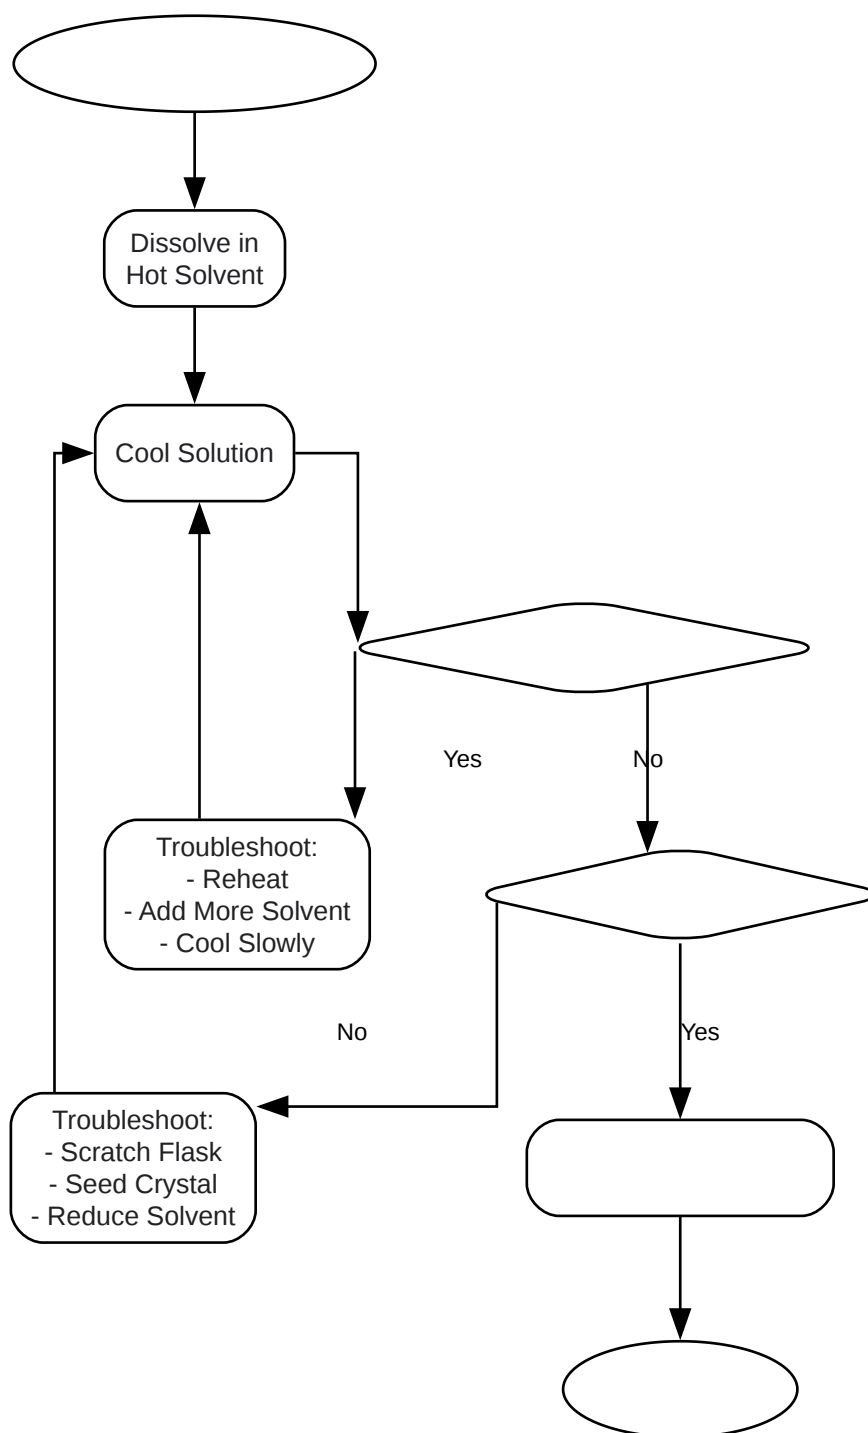 Dissolve in
Hot Solvent
Cool Solution
Yes
No
Troubleshoot:
- Reheat
- Add More Solvent
- Cool Slowly
No
Yes
Troubleshoot:
- Scratch Flask
- Seed Crystal
- Reduce Solvent